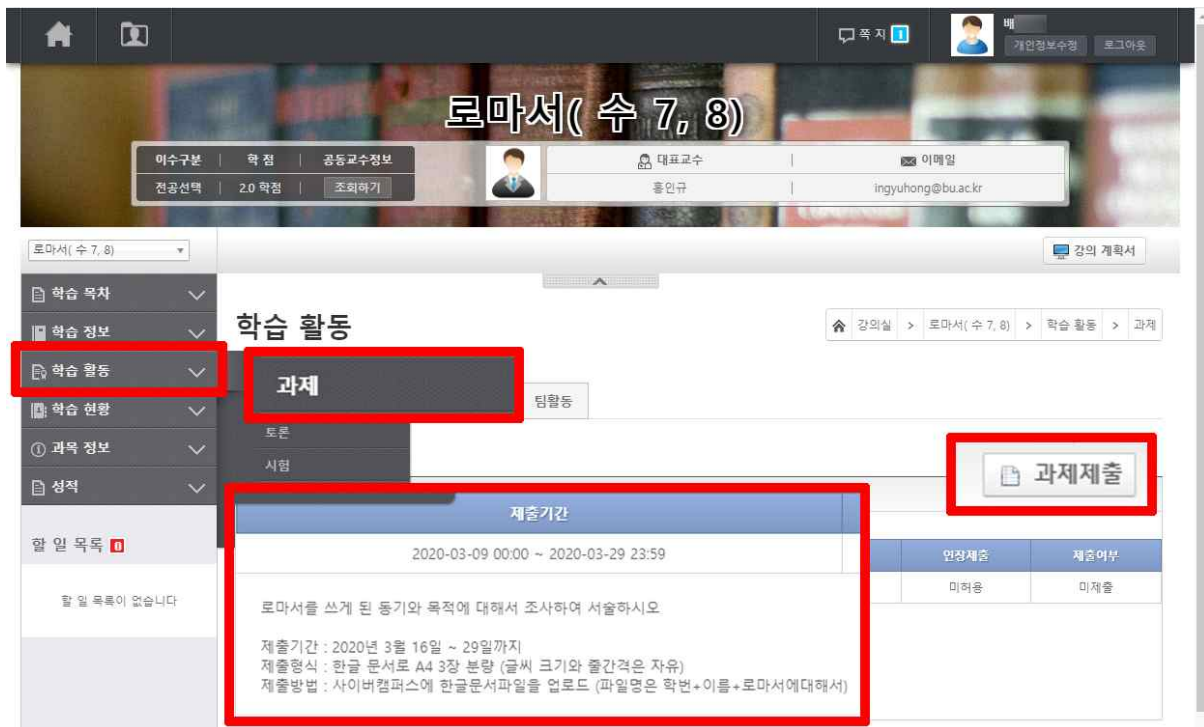 쪽 지 1
배
개인정보수정 로그아웃
로마서( 수 7, 8)
이수구분 | 학 점 | 공동교수정보
전공선택 | 2.0 학점 | 조회하기
대표교수 | 이메일
홍인규 | ingyuhong@bu.ac.kr
로마서( 수 7, 8)
강의 계획서
학습 목차
학습 정보
학습 활동
학습 현황
과목 정보
성적
할 일 목록 0
할 일 목록이 없습니다
학습 활동
강의실 > 로마서( 수 7, 8) > 학습 활동 > 과제
과제
팀활동
토론
시험
과제제출
제출기간
연장제출 제출여부
2020-03-09 00:00 ~ 2020-03-29 23:59
미허용 미제출
로마서를 쓰게 된 동기와 목적에 대해서 조사하여 서술하시오
제출기간 : 2020년 3월 16일 ~ 29일까지
제출형식 : 한글 문서로 A4 3장 분량 (글씨 크기와 줄간격은 자유)
제출방법 : 사이버캠퍼스에 한글문서파일을 업로드 (파일명은 학번+이름+로마서에대해서)